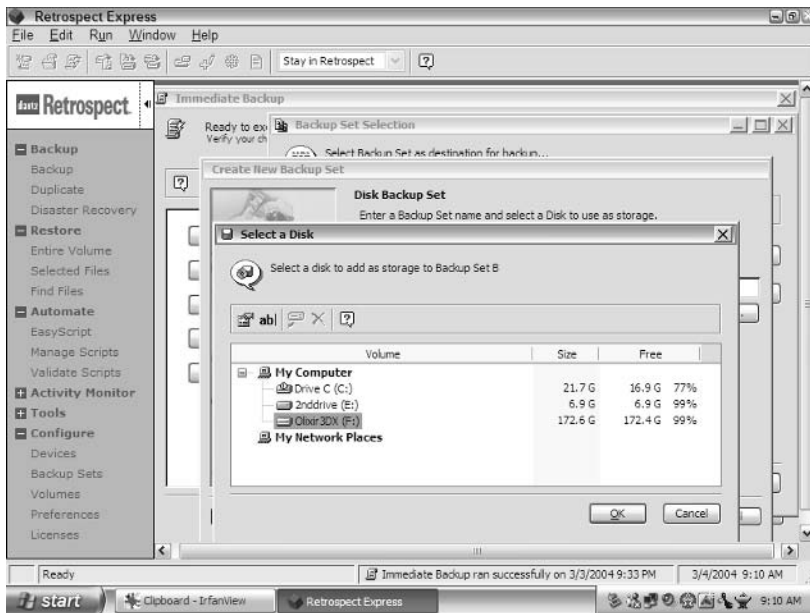 Retrospect Express
File Edit Run Window Help
Stay in Retrospect
dantz Retrospect.
Backup
Backup
Duplicate
Disaster Recovery
Restore
Entire Volume
Selected Files
Find Files
Automate
EasyScript
Manage Scripts
Validate Scripts
Activity Monitor
Tools
Configure
Devices
Backup Sets
Volumes
Preferences
Licenses
Immediate Backup
Ready to exe
Verify your ch
Backup Set Selection
Select Backup Set as destination for backup...
Create New Backup Set
Disk Backup Set
Enter a Backup Set name and select a Disk to use as storage.
Select a Disk
Select a disk to add as storage to Backup Set B
ab|
Volume Size Free
My Computer
Drive C (C:) 21.7 G 16.9 G 77%
2nddrive (E:) 6.9 G 6.9 G 99%
Olixir3DX (F:) 172.6 G 172.4 G 99%
My Network Places
OK Cancel
Ready Immediate Backup ran successfully on 3/3/2004 9:33 PM 3/4/2004 9:10 AM
start Clipboard - IrfanView Retrospect Express 9:10 AM